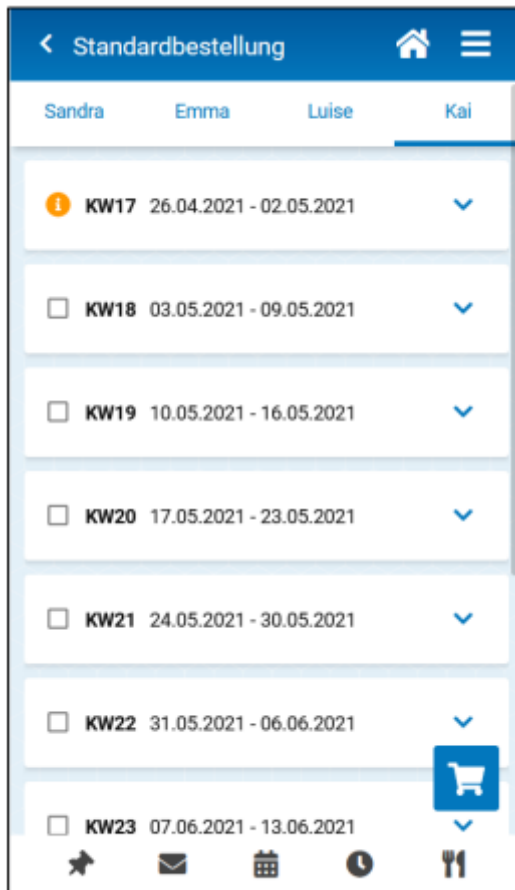 Standardbestellung
Sandra Emma Luise Kai
KW17 26.04.2021 - 02.05.2021
KW18 03.05.2021 - 09.05.2021
KW19 10.05.2021 - 16.05.2021
KW20 17.05.2021 - 23.05.2021
KW21 24.05.2021 - 30.05.2021
KW22 31.05.2021 - 06.06.2021
KW23 07.06.2021 - 13.06.2021